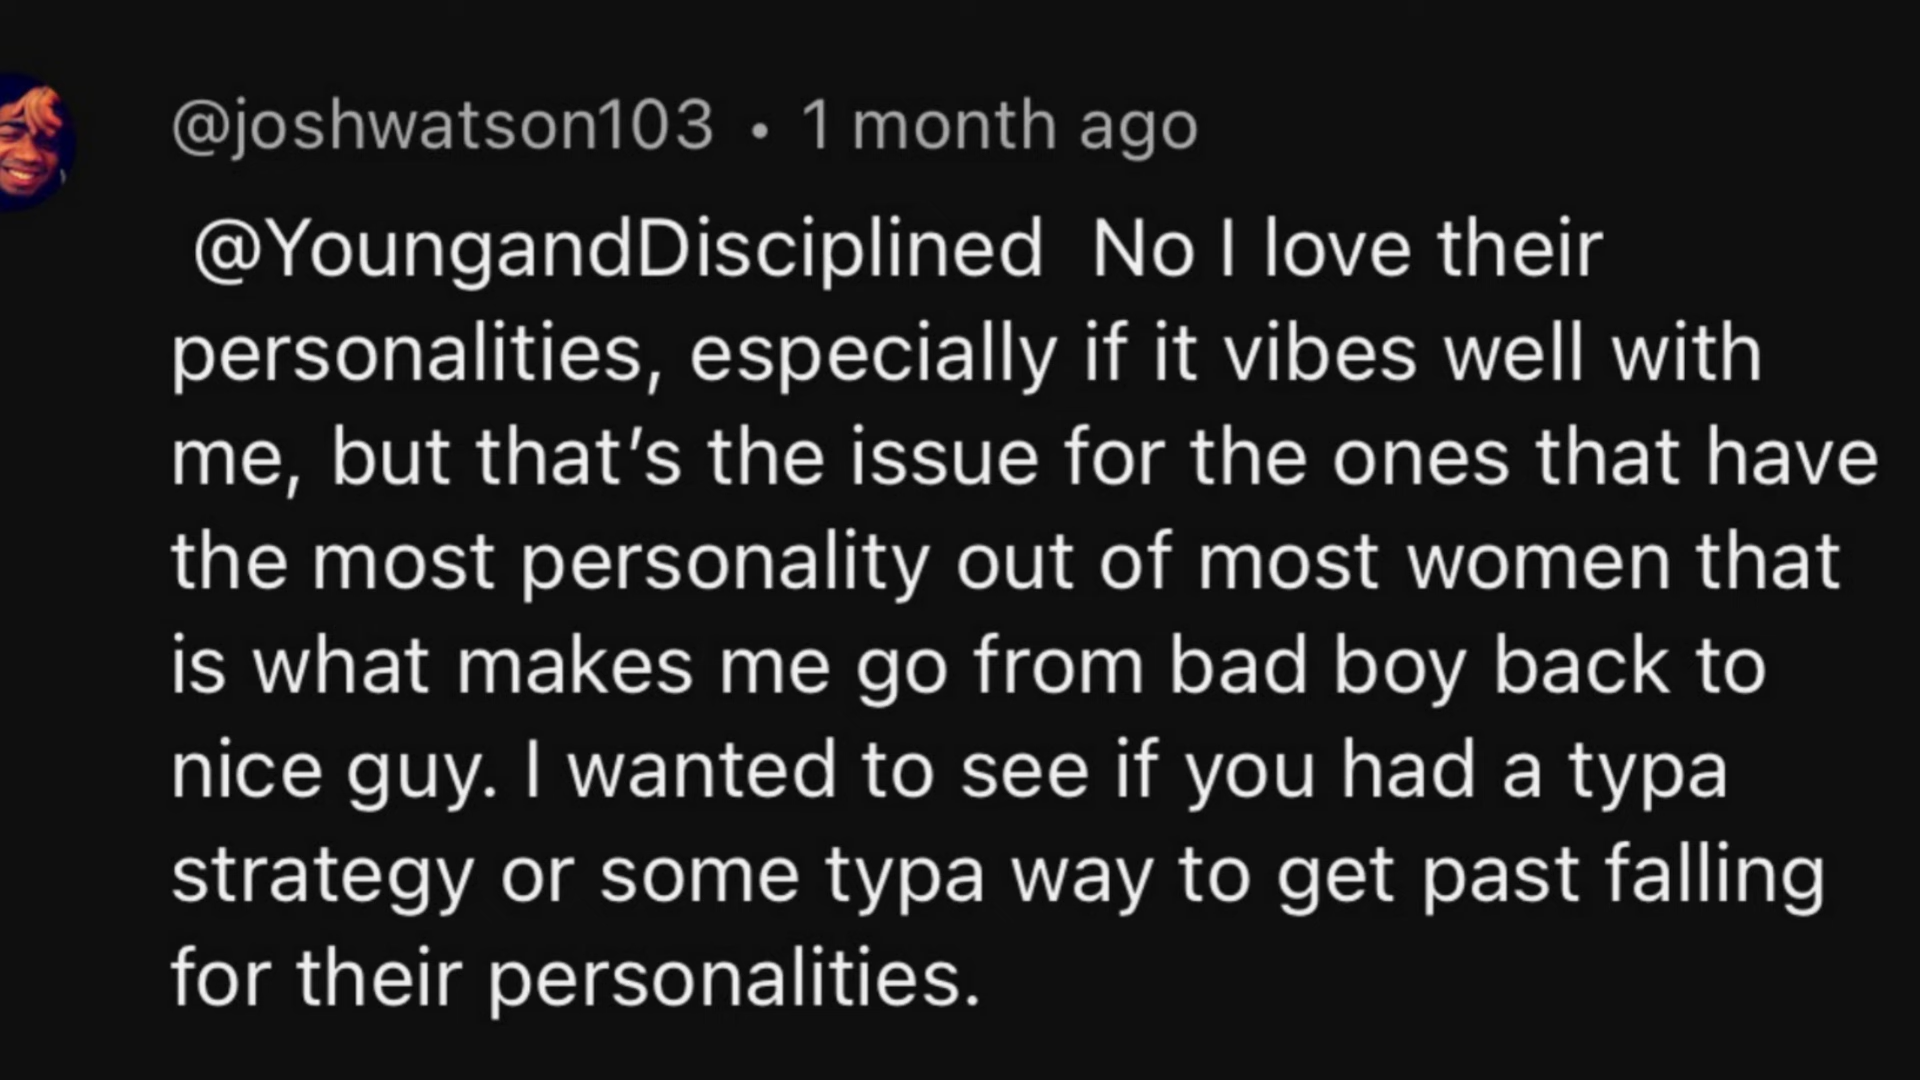 @joshwatson103 • 1 month ago
@YoungandDisciplined No I love their
personalities, especially if it vibes well with
me, but that’s the issue for the ones that have
the most personality out of most women that
is what makes me go from bad boy back to
nice guy. I wanted to see if you had a typa
strategy or some typa way to get past falling
for their personalities.